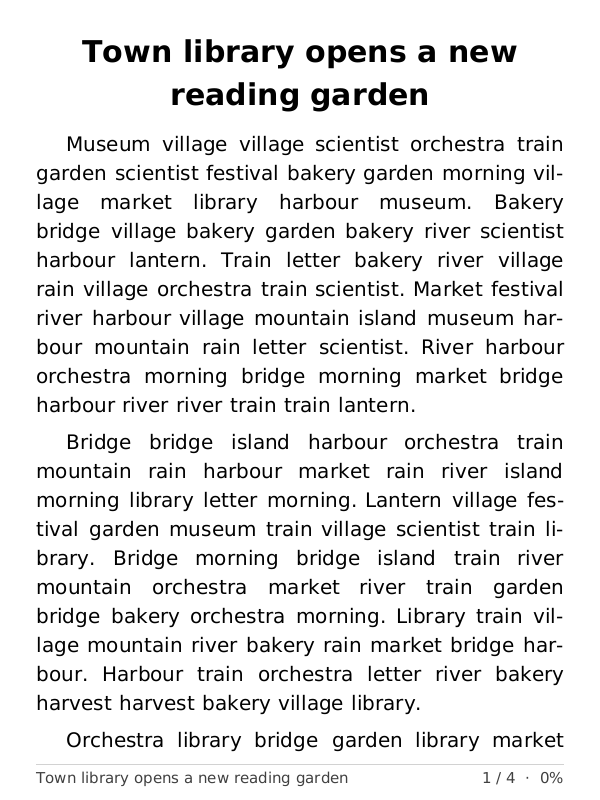 Town library opens a new
reading garden
Museum village village scientist orchestra train
garden scientist festival bakery garden morning vil-
lage market library harbour museum. Bakery
bridge village bakery garden bakery river scientist
harbour lantern. Train letter bakery river village
rain village orchestra train scientist. Market festival
river harbour village mountain island museum har-
bour mountain rain letter scientist. River harbour
orchestra morning bridge morning market bridge
harbour river river train train lantern.
Bridge bridge island harbour orchestra train
mountain rain harbour market rain river island
morning library letter morning. Lantern village fes-
tival garden museum train village scientist train li-
brary. Bridge morning bridge island train river
mountain orchestra market river train garden
bridge bakery orchestra morning. Library train vil-
lage mountain river bakery rain market bridge har-
bour. Harbour train orchestra letter river bakery
harvest harvest bakery village library.
Orchestra library bridge garden library market
Town library opens a new reading garden 1 / 4 · 0%